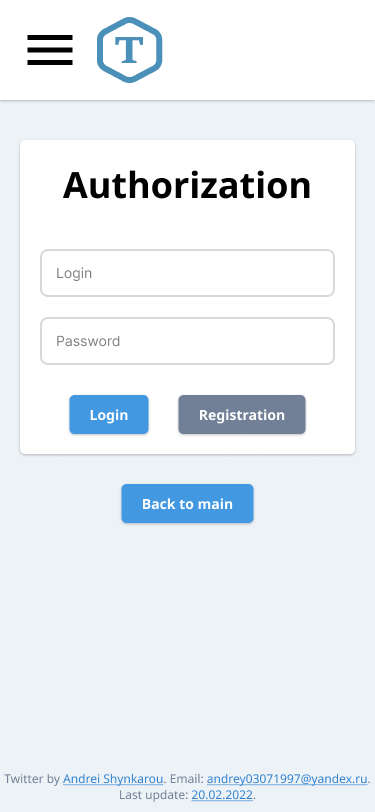 T
Authorization
Login
Password
Login
Registration
Back to main
Twitter by Andrei Shynkarou. Email: andrey03071997@yandex.ru.
Last update: 20.02.2022.